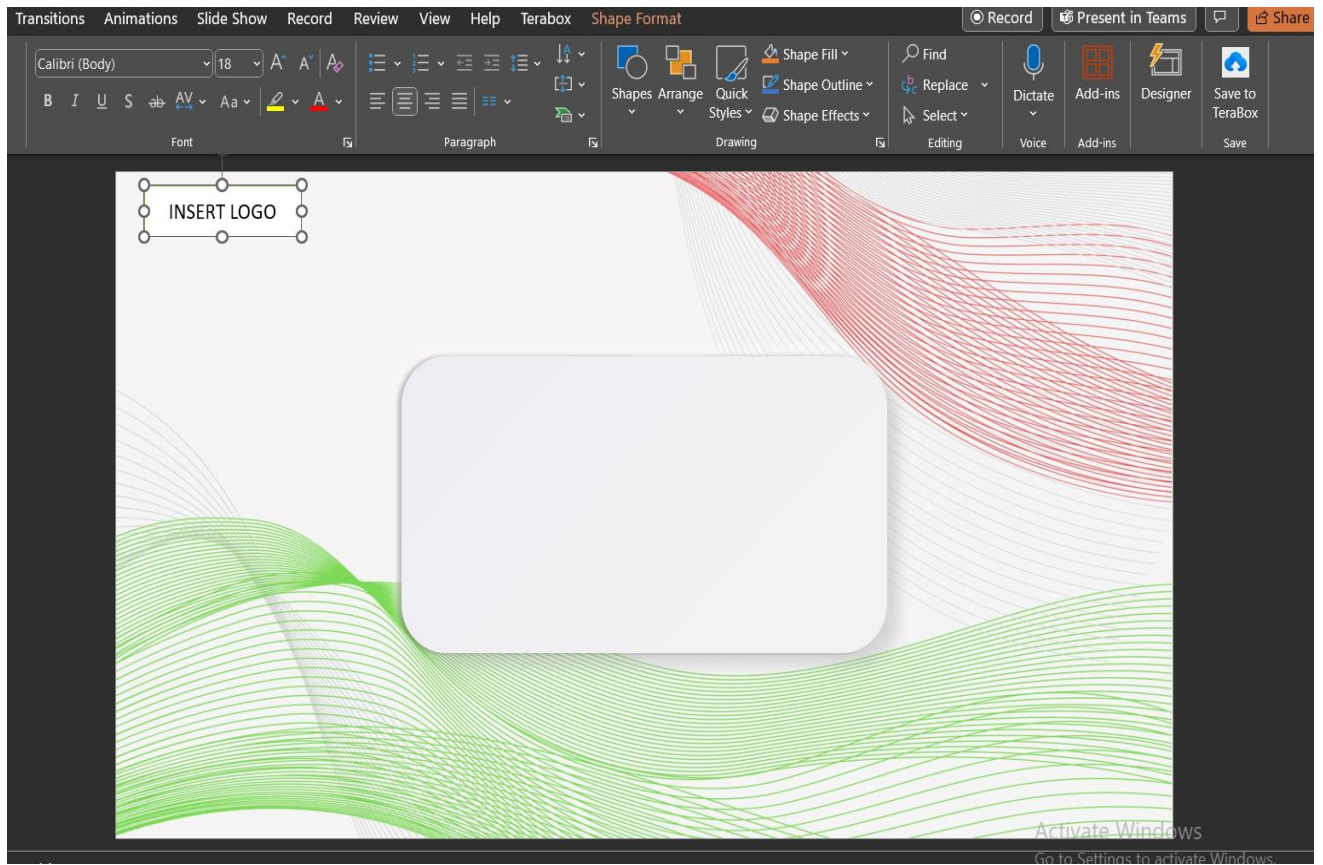 Transitions Animations Slide Show Record Review View Help Terabox Shape Format Record Present in Teams Share
Calibri (Body) 18 A A A Shape Fill Find
B I U S ab AV Aa A Shapes Arrange Quick Styles Shape Outline Replace Dictate Add-ins Designer Save to TeraBox
Shape Effects Select
Font Paragraph Drawing Editing Voice Add-ins Save
INSERT LOGO
Activate Windows
Go to Settings to activate Windows.